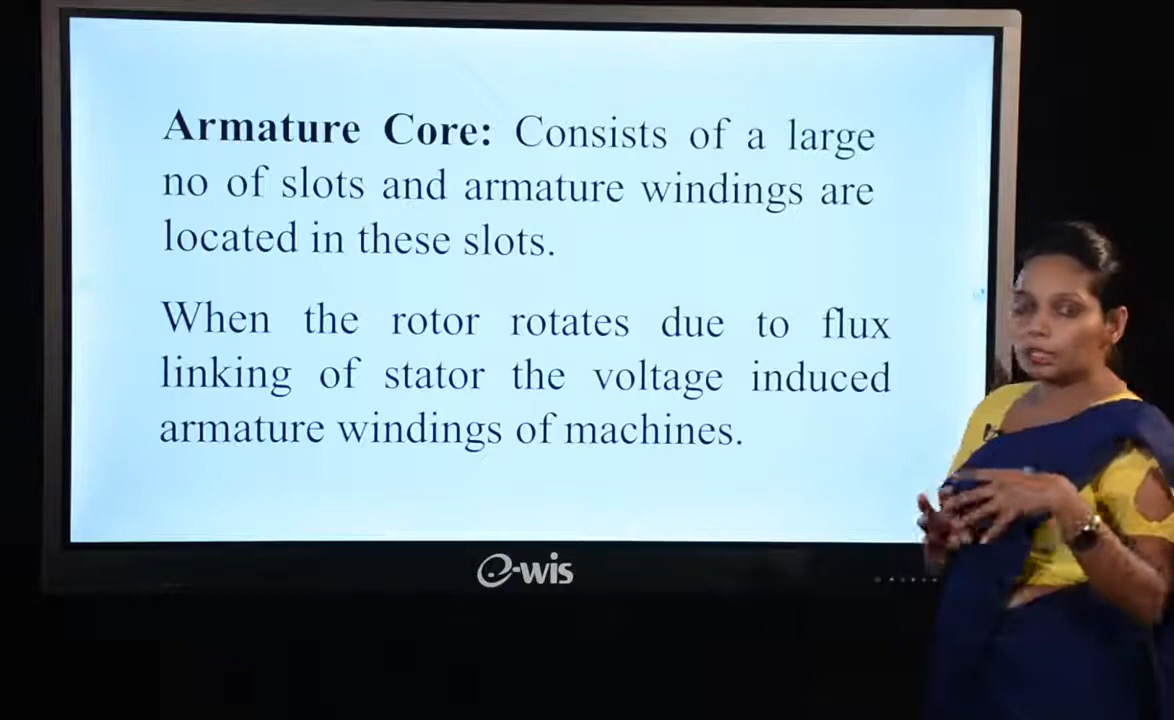 Armature Core: Consists of a large
no of slots and armature windings are
located in these slots.
When the rotor rotates due to flux
linking of stator the voltage induced
armature windings of machines.
e-wis